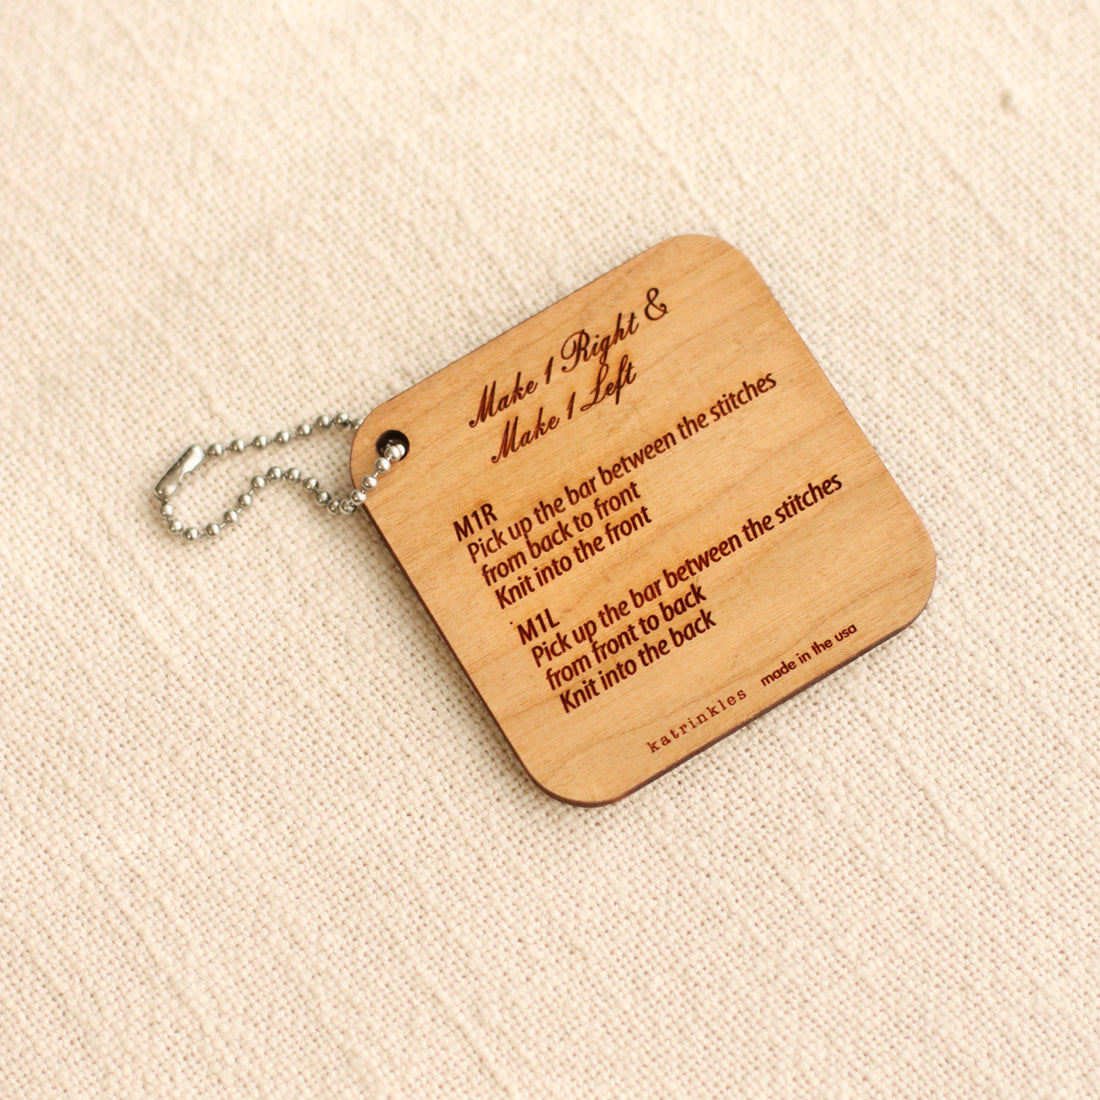 Make 1 Right &
Make 1 Left
M1R
Pick up the bar between the stitches
from back to front
Knit into the front
M1L
Pick up the bar between the stitches
from front to back
Knit into the back
katrinkles made in the usa